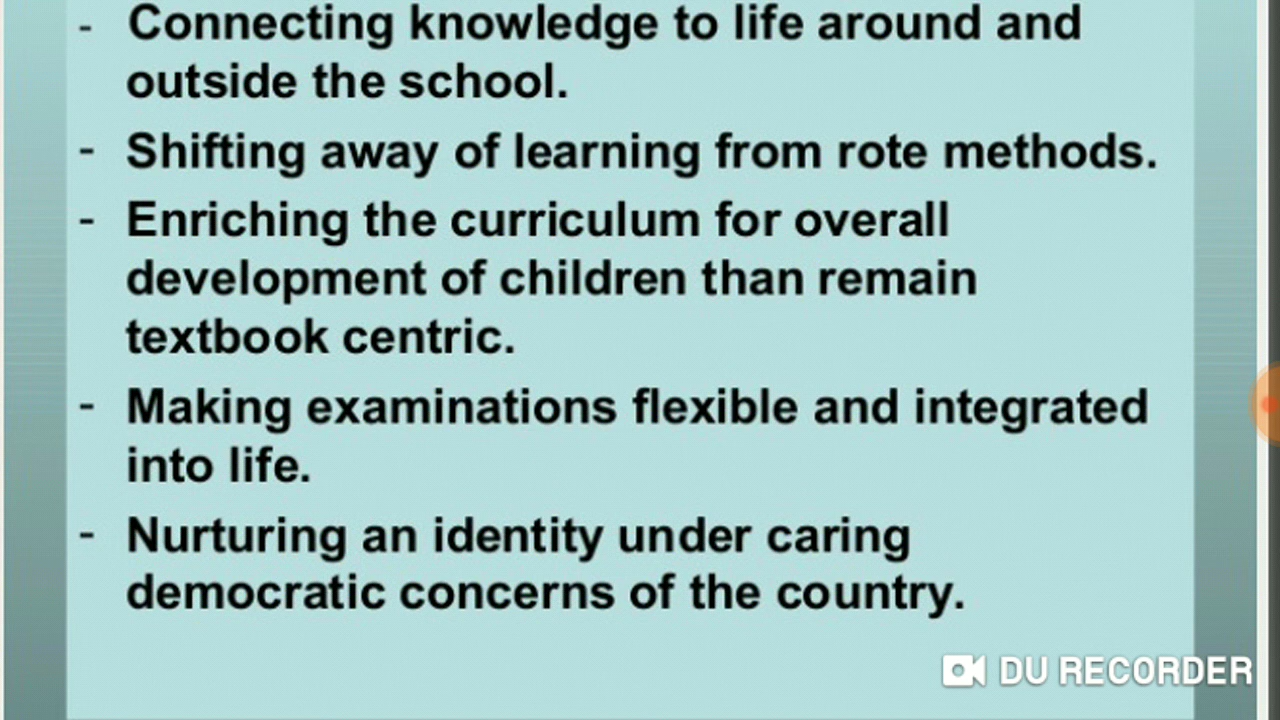 - Connecting knowledge to life around and
outside the school.
- Shifting away of learning from rote methods.
- Enriching the curriculum for overall
development of children than remain
textbook centric.
- Making examinations flexible and integrated
into life.
- Nurturing an identity under caring
democratic concerns of the country.
DU RECORDER